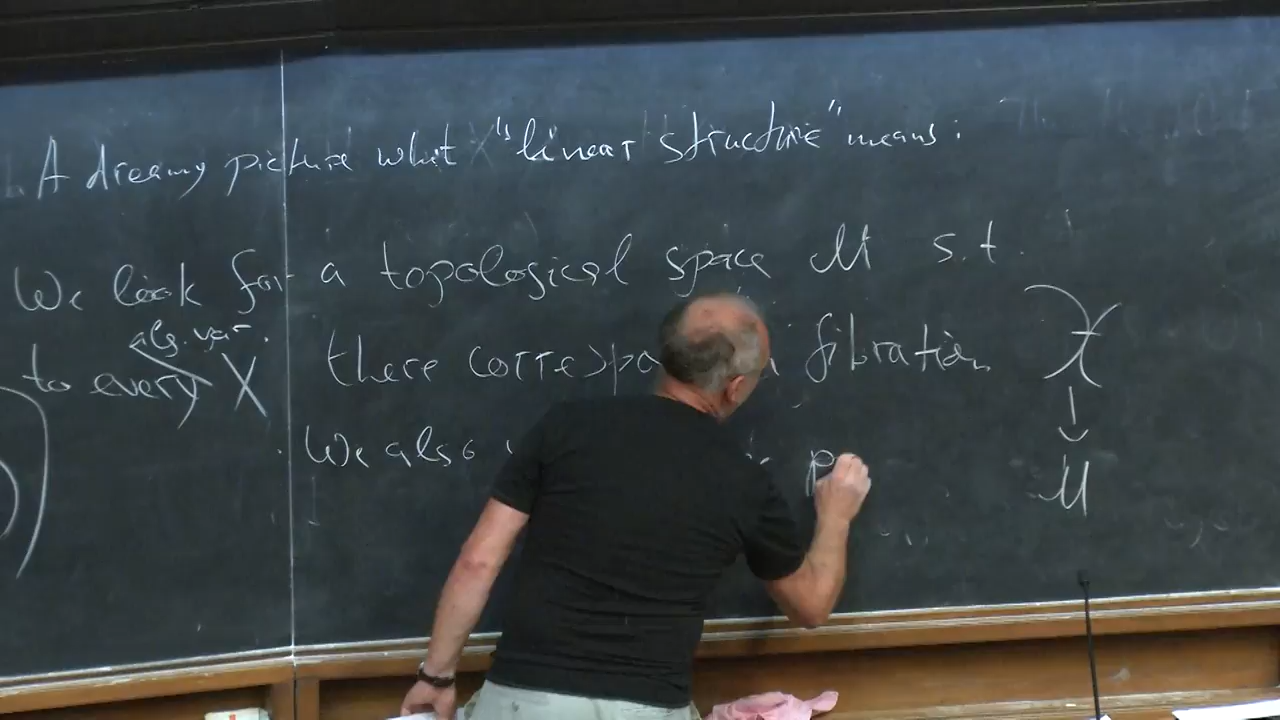 A dreamy picture what "linear structure" means:
We look for a topological space M s.t.
alg. var.
to every X there a fibration X
↓
We also M